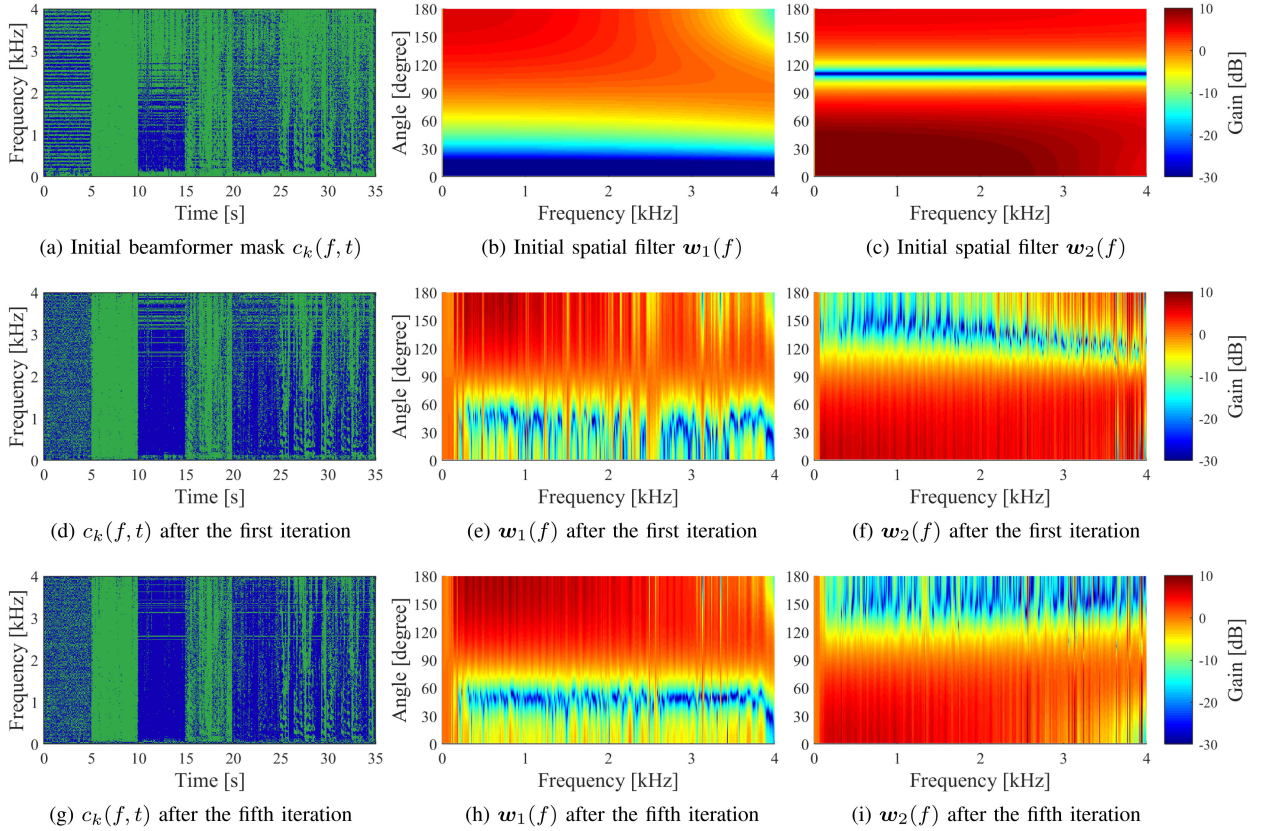 4
3
2
1
0
Frequency [kHz]
0 5 10 15 20 25 30 35
Time [s]
(a) Initial beamformer mask c_k(f, t)
180
150
120
90
60
30
0
Angle [degree]
0 1 2 3 4
Frequency [kHz]
(b) Initial spatial filter w_1(f)
180
150
120
90
60
30
0
0 1 2 3 4
Frequency [kHz]
(c) Initial spatial filter w_2(f)
10
0
-10
-20
-30
Gain [dB]
4
3
2
1
0
Frequency [kHz]
0 5 10 15 20 25 30 35
Time [s]
(d) c_k(f, t) after the first iteration
180
150
120
90
60
30
0
Angle [degree]
0 1 2 3 4
Frequency [kHz]
(e) w_1(f) after the first iteration
180
150
120
90
60
30
0
0 1 2 3 4
Frequency [kHz]
(f) w_2(f) after the first iteration
10
0
-10
-20
-30
Gain [dB]
4
3
2
1
0
Frequency [kHz]
0 5 10 15 20 25 30 35
Time [s]
(g) c_k(f, t) after the fifth iteration
180
150
120
90
60
30
0
Angle [degree]
0 1 2 3 4
Frequency [kHz]
(h) w_1(f) after the fifth iteration
180
150
120
90
60
30
0
0 1 2 3 4
Frequency [kHz]
(i) w_2(f) after the fifth iteration
10
0
-10
-20
-30
Gain [dB]